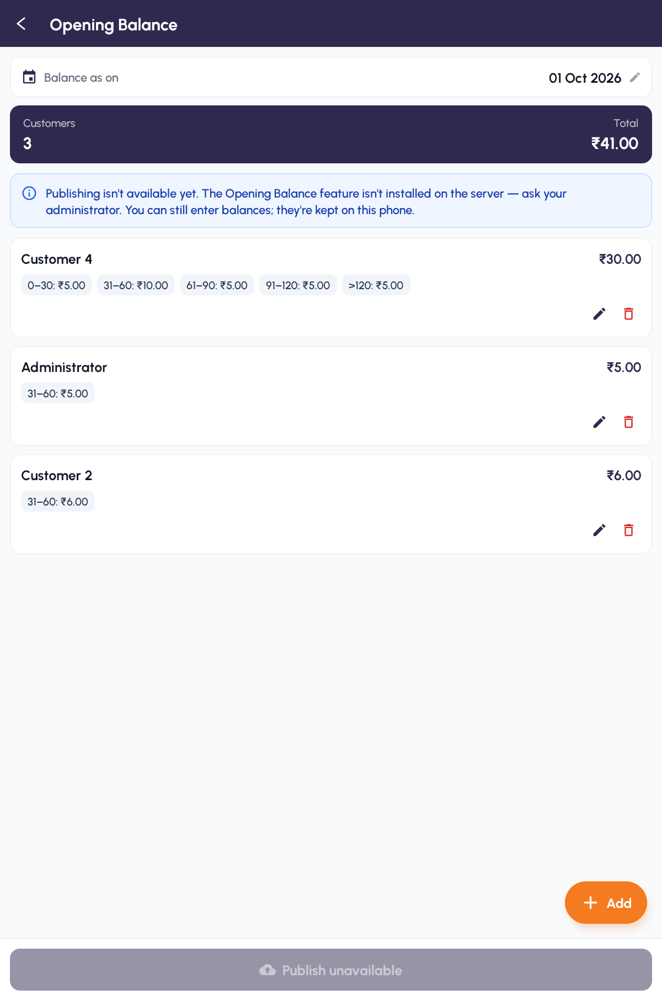 Opening Balance
Balance as on
01 Oct 2026
Customers
Total
3
₹41.00
Publishing isn't available yet. The Opening Balance feature isn't installed on the server — ask your
administrator. You can still enter balances; they're kept on this phone.
Customer 4
₹30.00
0–30: ₹5.00
31–60: ₹10.00
61–90: ₹5.00
91–120: ₹5.00
>120: ₹5.00
Administrator
₹5.00
31–60: ₹5.00
Customer 2
₹6.00
31–60: ₹6.00
Add
Publish unavailable